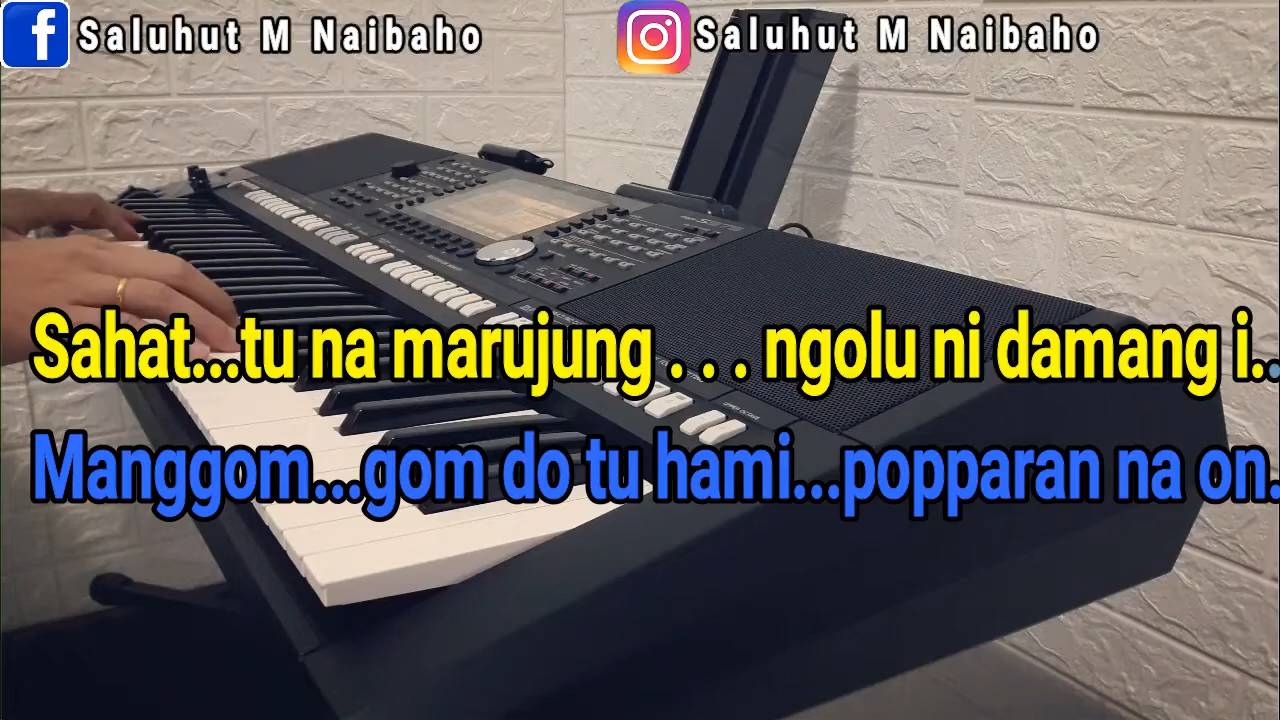 Saluhut M Naibaho
Saluhut M Naibaho
Sahat...tu na marujung . . . ngolu ni damang i..
Manggom...gom do tu hami...popparan na on.